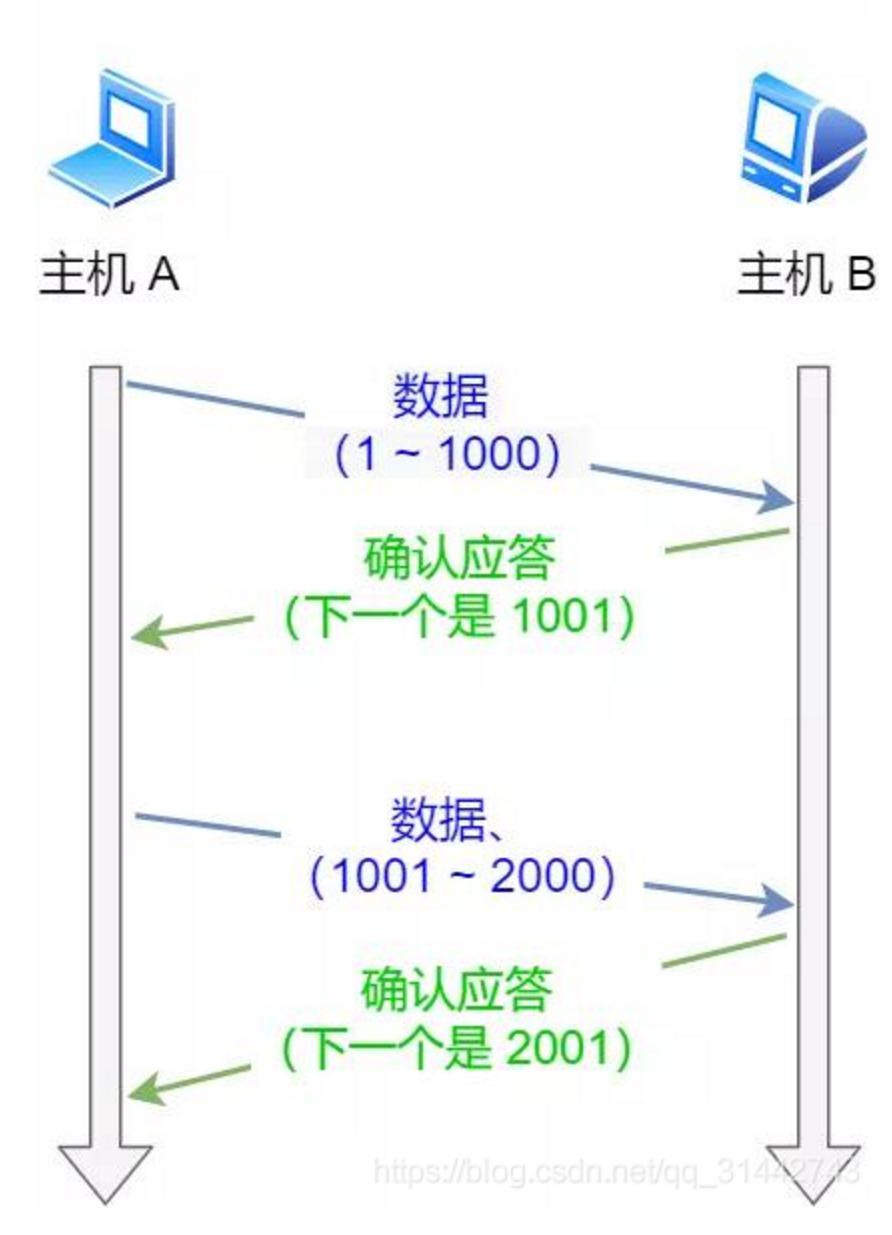 主机 A
主机 B
数据
（1 ~ 1000）
确认应答
（下一个是 1001）
数据、
（1001 ~ 2000）
确认应答
（下一个是 2001）
https://blog.csdn.net/qq_31442743